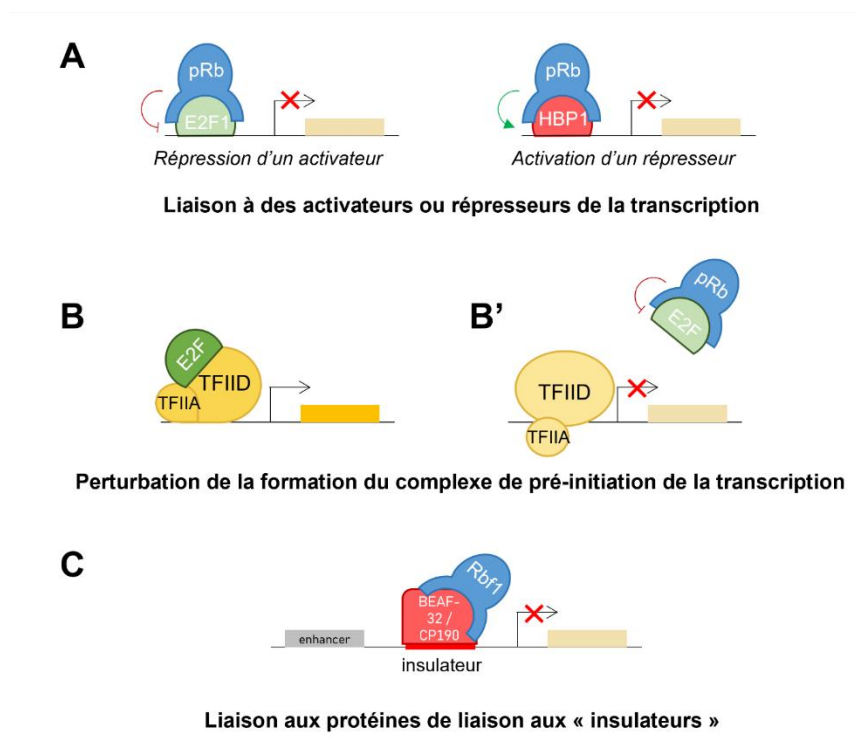 A
pRb
E2F1
Répression d'un activateur
pRb
HBP1
Activation d'un répresseur
Liaison à des activateurs ou répresseurs de la transcription
B
E2F
TFIID
TFIIA
B’
pRb
E2F
TFIID
TFIIA
Perturbation de la formation du complexe de pré-initiation de la transcription
C
enhancer
BEAF-
32 /
CP190
Rbf1
insulateur
Liaison aux protéines de liaison aux « insulateurs »